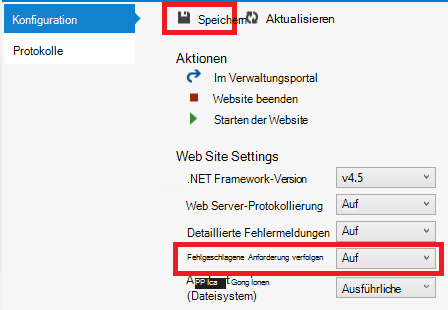 Konfiguration
Protokolle
Speichern Aktualisieren
Aktionen
Im Verwaltungsportal
Website beenden
Starten der Website
Web Site Settings
.NET Framework-Version v4.5
Web Server-Protokollierung Auf
Detaillierte Fehlermeldungen Auf
Fehlgeschlagene Anforderung verfolgen Auf
(Dateisystem) Ausführliche